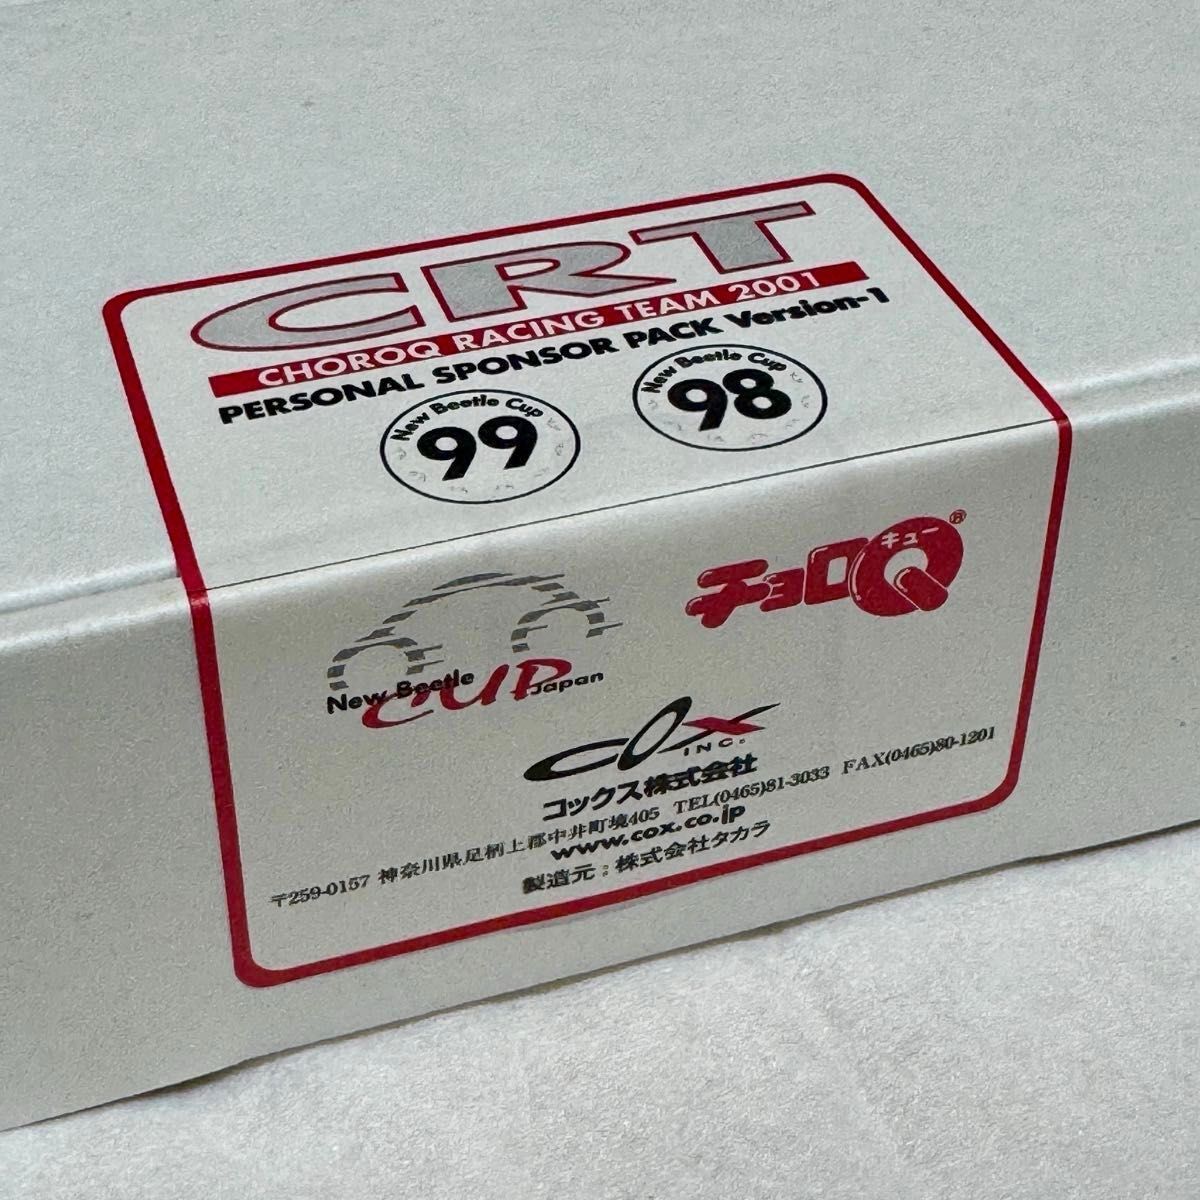 CRT
CHOROQ RACING TEAM 2001
PERSONAL SPONSOR PACK Version-1
New Beetle Cup
99
New Beetle Cup
98
チョロQ®
キュー
New Beetle
CUP Japan
COX
INC.
コックス株式会社
〒259-0157 神奈川県足柄上郡中井町境405 TEL(0465)81-3033 FAX(0465)80-1201
www.cox.co.jp
製造元：株式会社タカラ